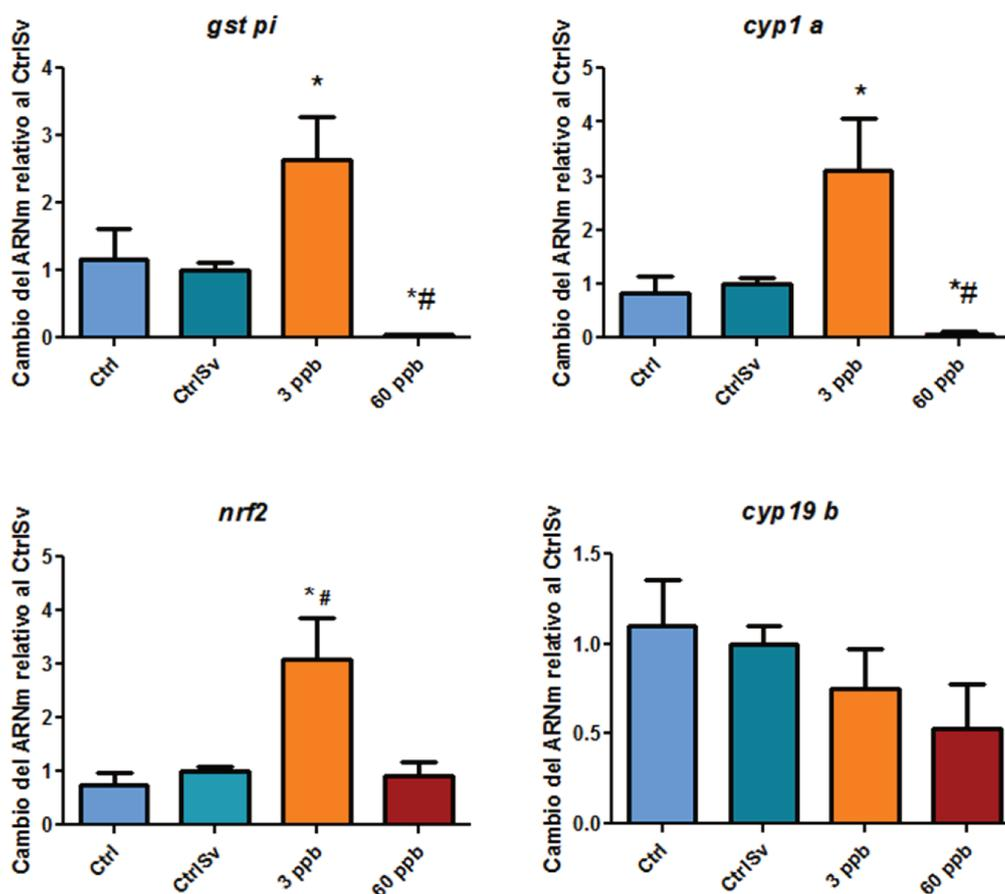 gst pi
Cambio del ARNm relativo al CtrlSv
4
3
2
1
0
*
*#
Ctrl
CtrlSv
3 ppb
60 ppb
cyp1 a
Cambio del ARNm relativo al CtrlSv
5
4
3
2
1
0
*
*#
Ctrl
CtrlSv
3 ppb
60 ppb
nrf2
Cambio del ARNm relativo al CtrlSv
5
4
3
2
1
0
* #
Ctrl
CtrlSv
3 ppb
60 ppb
cyp19 b
Cambio del ARNm relativo al CtrlSv
1.5
1.0
0.5
0.0
Ctrl
CtrlSv
3 ppb
60 ppb